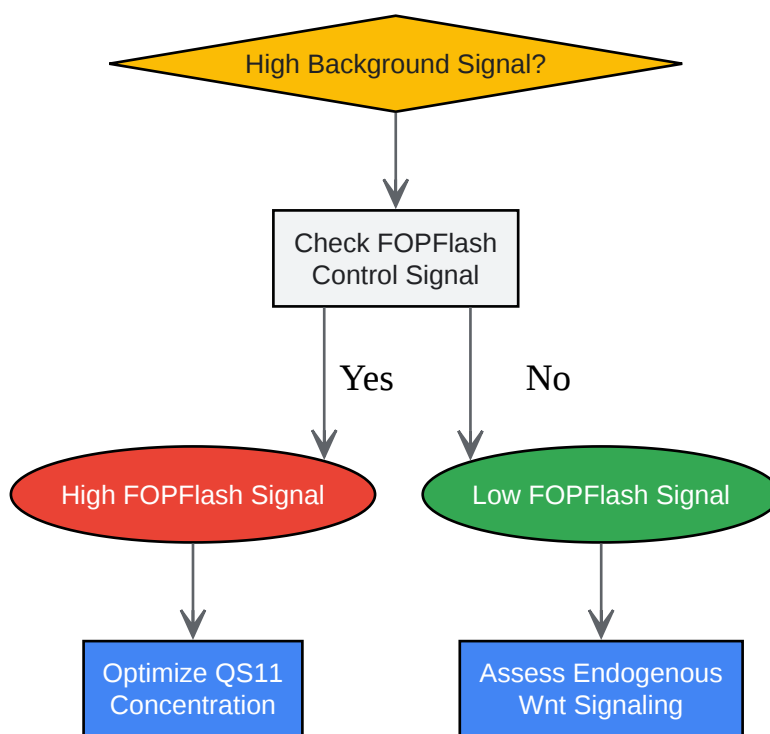 High Background Signal?
Check FOPFlash
Control Signal
Yes
No
High FOPFlash Signal
Low FOPFlash Signal
Optimize QS11
Concentration
Assess Endogenous
Wnt Signaling